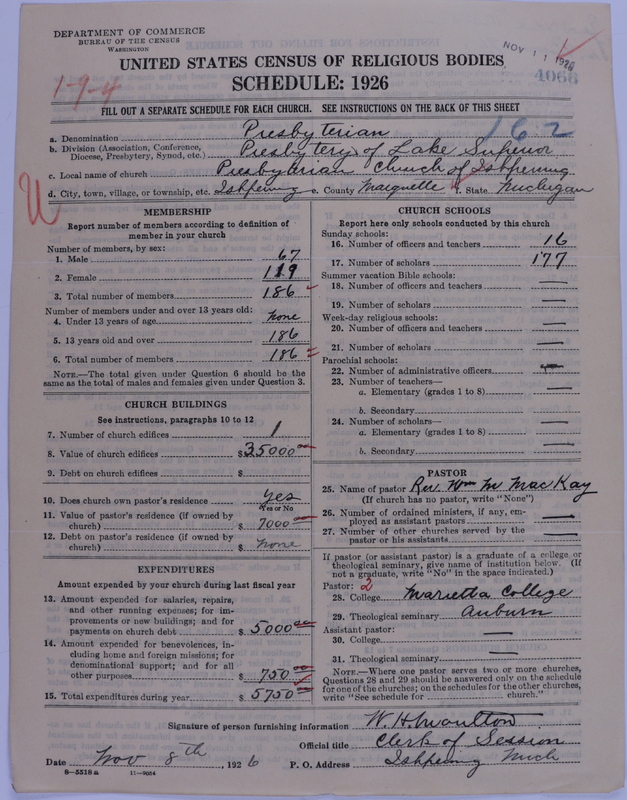 DEPARTMENT OF COMMERCE
BUREAU OF THE CENSUS
WASHINGTON
NOV 11 1926
4066
UNITED STATES CENSUS OF RELIGIOUS BODIES
SCHEDULE: 1926
1-9-4
FILL OUT A SEPARATE SCHEDULE FOR EACH CHURCH. SEE INSTRUCTIONS ON THE BACK OF THIS SHEET
162
a. Denomination Presbyterian
b. Division (Association, Conference, Diocese, Presbytery, Synod, etc.) Presbytery of Lake Superior
c. Local name of church Presbyterian Church of Ishpeming
d. City, town, village, or township, etc. Ishpeming e. County Marquette f. State Michigan
MEMBERSHIP
Report number of members according to definition of
member in your church
Number of members, by sex:
1. Male 67
2. Female 119
3. Total number of members 186
Number of members under and over 13 years old:
4. Under 13 years of age none
5. 13 years old and over 186
6. Total number of members 186
NOTE.—The total given under Question 6 should be
same as the total of males and females given under Question 3.
CHURCH BUILDINGS
See instructions, paragraphs 10 to 12
7. Number of church edifices 1
8. Value of church edifices $35000
9. Debt on church edifices $
10. Does church own pastor's residence Yes
Yes or No
11. Value of pastor's residence (if owned by
church) $ 7000
12. Debt on pastor's residence (if owned by
church) $ none
EXPENDITURES
Amount expended by your church during last fiscal year
13. Amount expended for salaries, repairs,
and other running expenses; for im-
provements or new buildings; and for
payments on church debt $ 5000
14. Amount expended for benevolences, in-
cluding home and foreign missions; for
denominational support; and for all
other purposes $ 750
15. Total expenditures during year $ 5750
CHURCH SCHOOLS
Report here only schools conducted by this church
Sunday schools:
16. Number of officers and teachers 16
17. Number of scholars 177
Summer vacation Bible schools:
18. Number of officers and teachers —
19. Number of scholars —
Week-day religious schools:
20. Number of officers and teachers —
21. Number of scholars —
Parochial schools:
22. Number of administrative officers —
23. Number of teachers—
a. Elementary (grades 1 to 8) —
b. Secondary —
24. Number of scholars—
a. Elementary (grades 1 to 8) —
b. Secondary —
PASTOR
25. Name of pastor Rev. Wm M. MacKay
(If church has no pastor, write "None")
26. Number of ordained ministers, if any, em-
ployed as assistant pastors —
27. Number of other churches served by the
pastor or his assistants —
If pastor (or assistant pastor) is a graduate of a college or
theological seminary, give name of institution below. (If
not a graduate, write "No" in the space indicated.)
Pastor: 2
28. College Marietta College
29. Theological seminary Auburn
Assistant pastor:
30. College —
31. Theological seminary —
NOTE.—Where one pastor serves two or more churches,
Questions 28 and 29 should be answered only on the schedule
for one of the churches; on the schedules for the other churches,
write "See schedule for church."
Signature of person furnishing information W. H. Moulton
Official title Clerk of Session
Date Nov 8th, 1926 P. O. Address Ishpeming Mich
8—5518a 11—9054